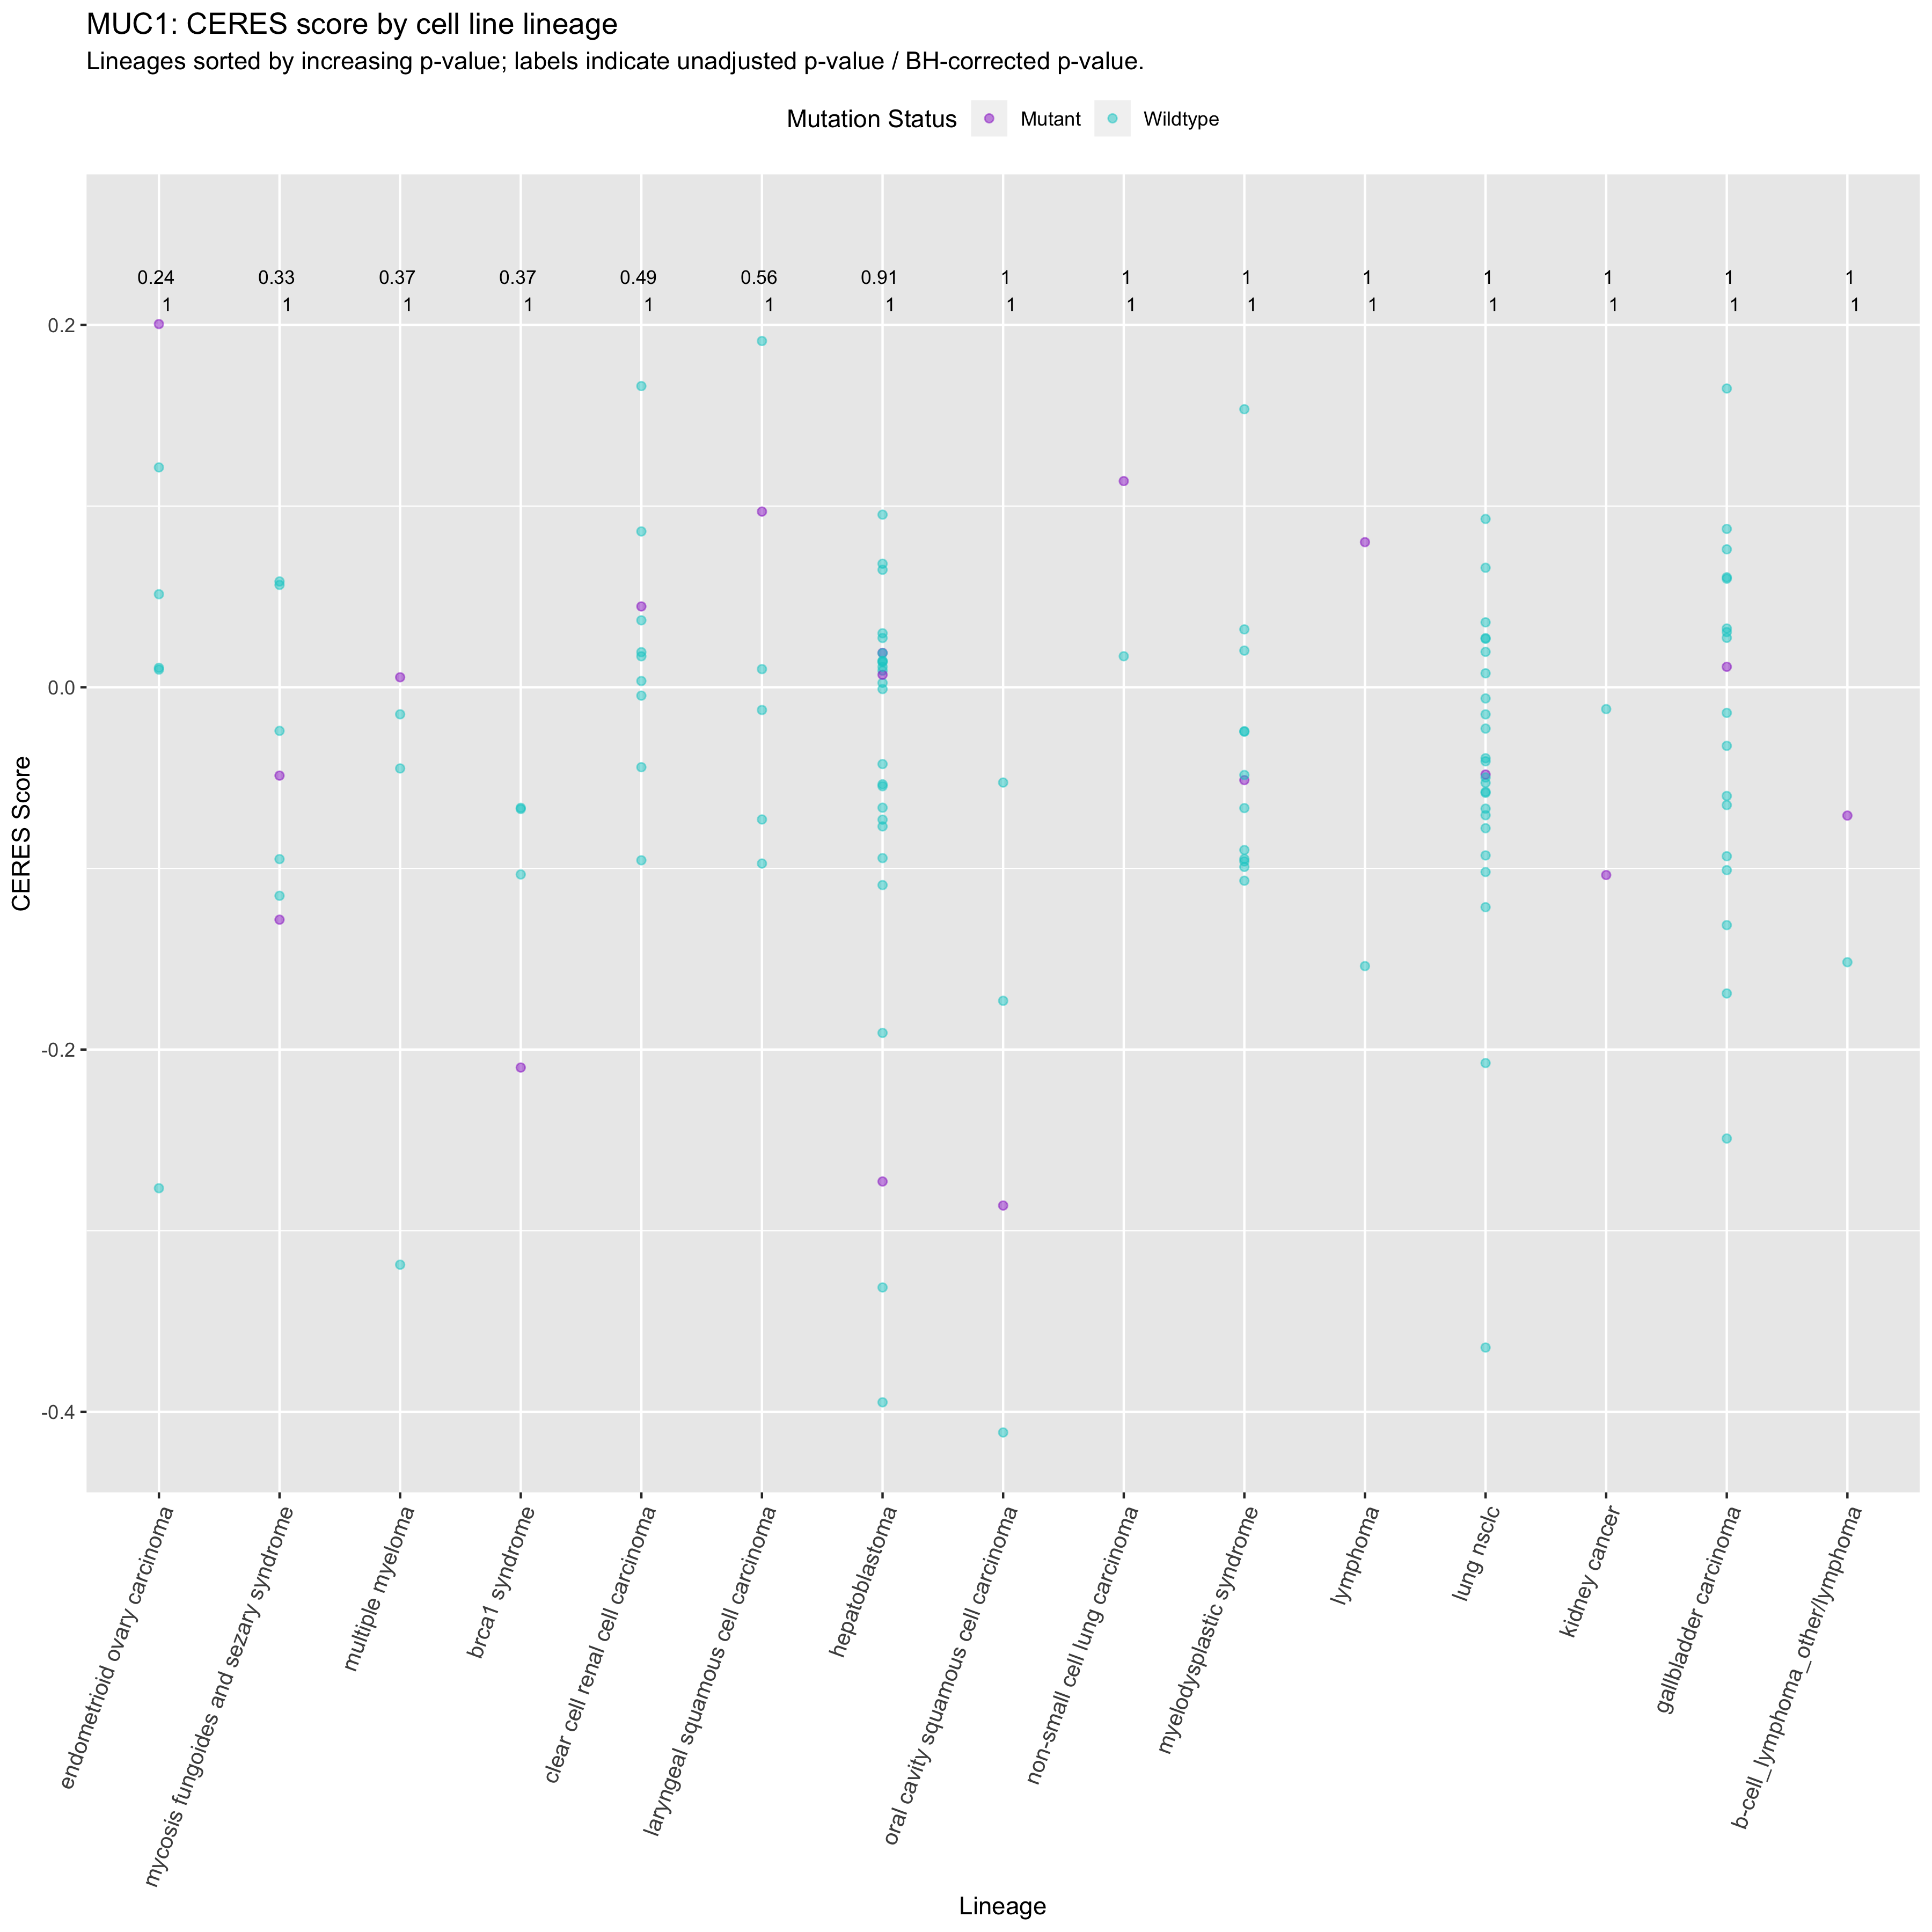 MUC1: CERES score by cell line lineage
Lineages sorted by increasing p-value; labels indicate unadjusted p-value / BH-corrected p-value.
Mutation Status Mutant Wildtype
0.24 0.33 0.37 0.37 0.49 0.56 0.91 1 1 1 1 1 1 1 1
1 1 1 1 1 1 1 1 1 1 1 1 1 1 1
0.2
0.0
-0.2
-0.4
CERES Score
endometrioid ovary carcinoma
mycosis fungoides and sezary syndrome
multiple myeloma
brca1 syndrome
clear cell renal cell carcinoma
laryngeal squamous cell carcinoma
hepatoblastoma
oral cavity squamous cell carcinoma
non-small cell lung carcinoma
myelodysplastic syndrome
lymphoma
lung nsclc
kidney cancer
gallbladder carcinoma
b-cell_lymphoma_other/lymphoma
Lineage